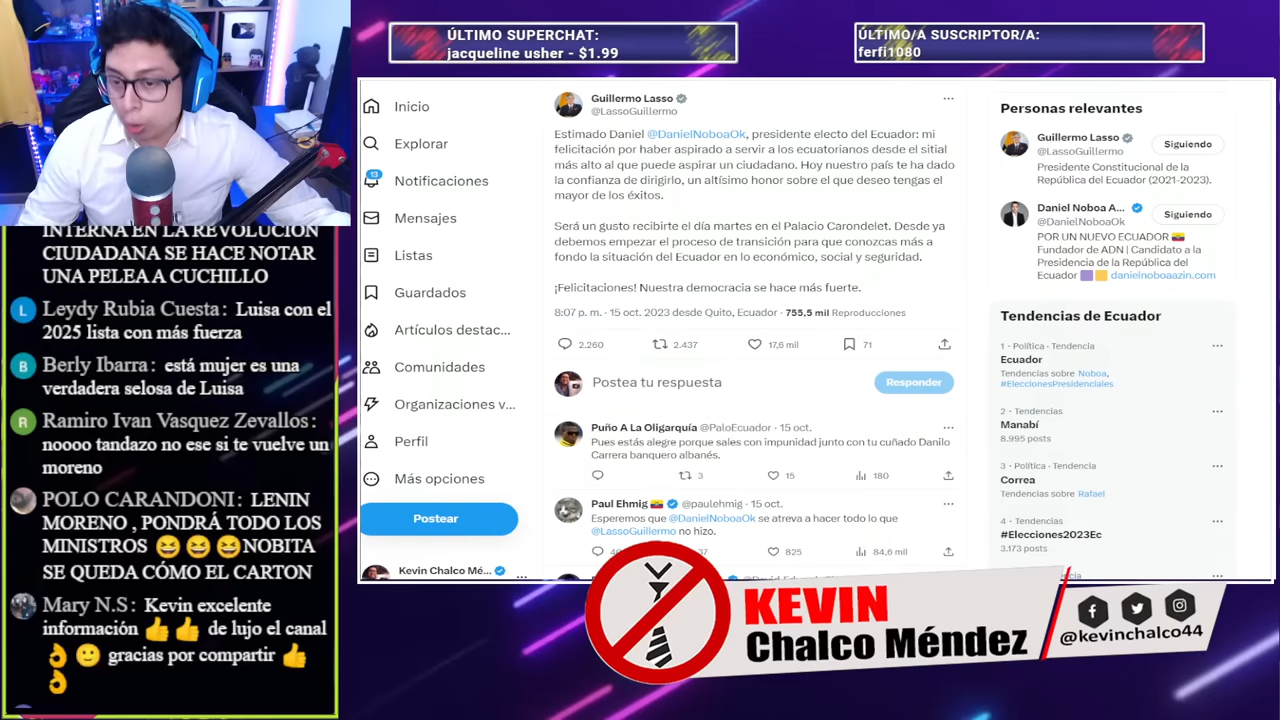 ÚLTIMO SUPERCHAT:
jacqueline usher - $1.99
ÚLTIMO/A SUSCRIPTOR/A:
ferfi1080
INTERNA EN LA REVOLUCIÓN
CIUDADANA SE HACE NOTAR
UNA PELEA A CUCHILLO
L
Leydy Rubia Cuesta: Luisa con el
2025 lista con más fuerza
B
Berly Ibarra: está mujer es una
verdadera selosa de Luisa
R
Ramiro Ivan Vasquez Zevallos:
noooo tandazo no ese si te vuelve un
moreno
POLO CARANDONI: LENIN
MORENO , PONDRÁ TODO LOS
MINISTROS 😆😆😆NOBITA
SE QUEDA CÓMO EL CARTON
Mary N.S: Kevin excelente
información 👍👍 de lujo el canal
👌🙂 gracias por compartir 👍
👌
Inicio
Explorar
13
Notificaciones
Mensajes
Listas
Guardados
Artículos destac...
Comunidades
Organizaciones v...
Perfil
Más opciones
Postear
Kevin Chalco Mé...
...
Guillermo Lasso
@LassoGuillermo
Estimado Daniel @DanielNoboaOk, presidente electo del Ecuador: mi
felicitación por haber aspirado a servir a los ecuatorianos desde el sitial
más alto al que puede aspirar un ciudadano. Hoy nuestro país te ha dado
la confianza de dirigirlo, un altísimo honor sobre el que deseo tengas el
mayor de los éxitos.
Será un gusto recibirte el día martes en el Palacio Carondelet. Desde ya
debemos empezar el proceso de transición para que conozcas más a
fondo la situación del Ecuador en lo económico, social y seguridad.
¡Felicitaciones! Nuestra democracia se hace más fuerte.
8:07 p. m. · 15 oct. 2023 desde Quito, Ecuador · 755,5 mil Reproducciones
2.260 2.437 17,6 mil 71
Postea tu respuesta
Responder
Puño A La Oligarquía @PaloEcuador · 15 oct.
Pues estás alegre porque sales con impunidad junto con tu cuñado Danilo
Carrera banquero albanés.
3 15 180
Paul Ehmig 🇪🇨 @paulehmig · 15 oct.
Esperemos que @DanielNoboaOk se atreva a hacer todo lo que
@LassoGuillermo no hizo.
37 825 84,6 mil
Personas relevantes
Guillermo Lasso
@LassoGuillermo
Siguiendo
Presidente Constitucional de la
República del Ecuador (2021-2023).
Daniel Noboa A...
@DanielNoboaOk
Siguiendo
POR UN NUEVO ECUADOR 🇪🇨
Fundador de ADN | Candidato a la
Presidencia de la República del
Ecuador 🟪🟨 danielnoboaazin.com
Tendencias de Ecuador
1 · Política · Tendencia
Ecuador
Tendencias sobre Noboa,
#EleccionesPresidenciales
2 · Tendencias
Manabí
8.995 posts
3 · Política · Tendencia
Correa
Tendencias sobre Rafael
4 · Tendencias
#Elecciones2023Ec
3.173 posts
KEVIN
Chalco Méndez
@kevinchalco44